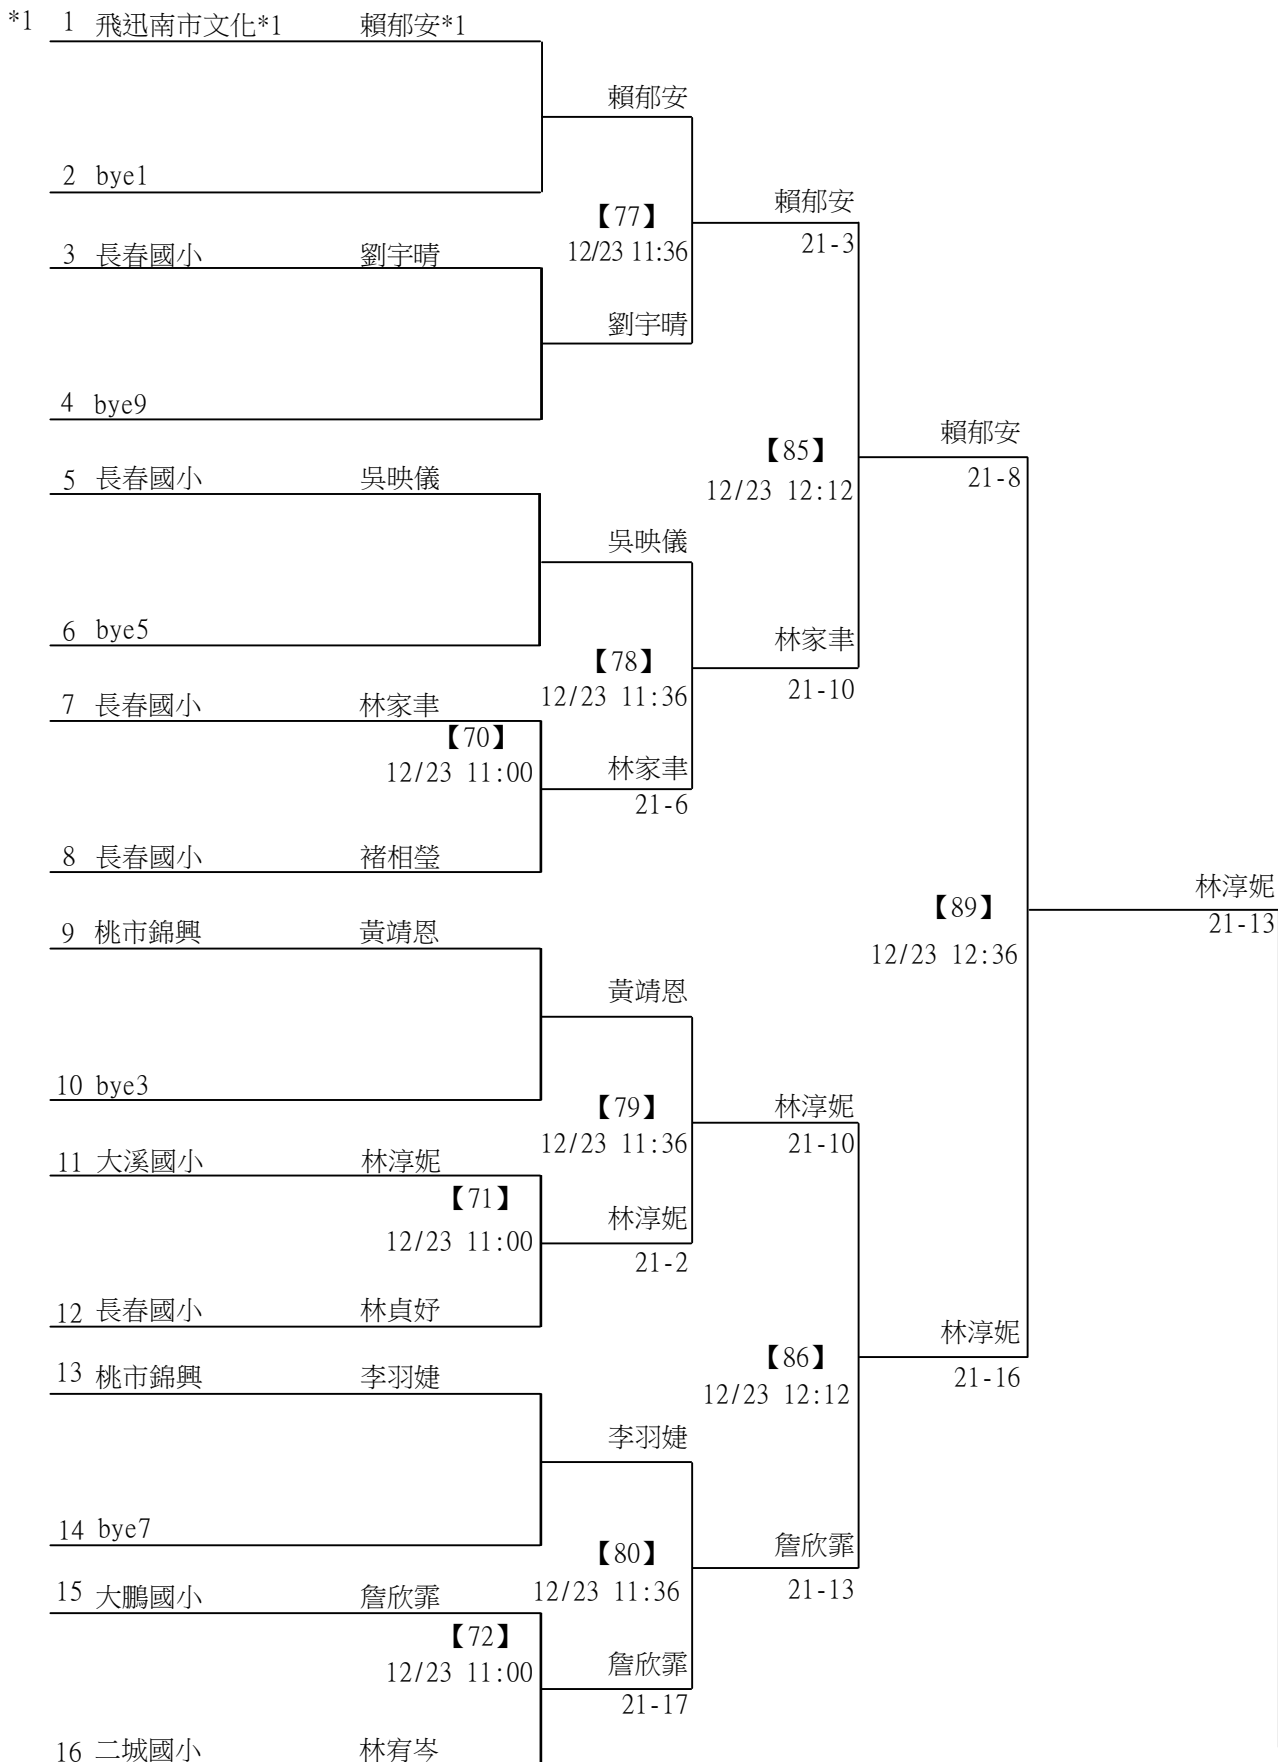 *1 1 飛迅南市文化*1 賴郁安*1
賴郁安
2 bye1
賴郁安
【77】
21-3
3 長春國小 劉宇晴
12/23 11:36
劉宇晴
4 bye9
賴郁安
【85】
5 長春國小 吳映儀
21-8
12/23 12:12
吳映儀
6 bye5
林家聿
【78】
21-10
12/23 11:36
7 長春國小 林家聿
【70】
林家聿
12/23 11:00
21-6
8 長春國小 褚相瑩
林淳妮
【89】
21-13
9 桃市錦興 黃靖恩
12/23 12:36
黃靖恩
10 bye3
【79】
林淳妮
12/23 11:36
21-10
11 大溪國小 林淳妮
【71】
林淳妮
12/23 11:00
21-2
12 長春國小 林貞妤
林淳妮
【86】
13 桃市錦興 李羽婕
21-16
12/23 12:12
李羽婕
14 bye7
詹欣霏
【80】
21-13
12/23 11:36
15 大鵬國小 詹欣霏
【72】
詹欣霏
12/23 11:00
21-17
16 二城國小 林宥岑